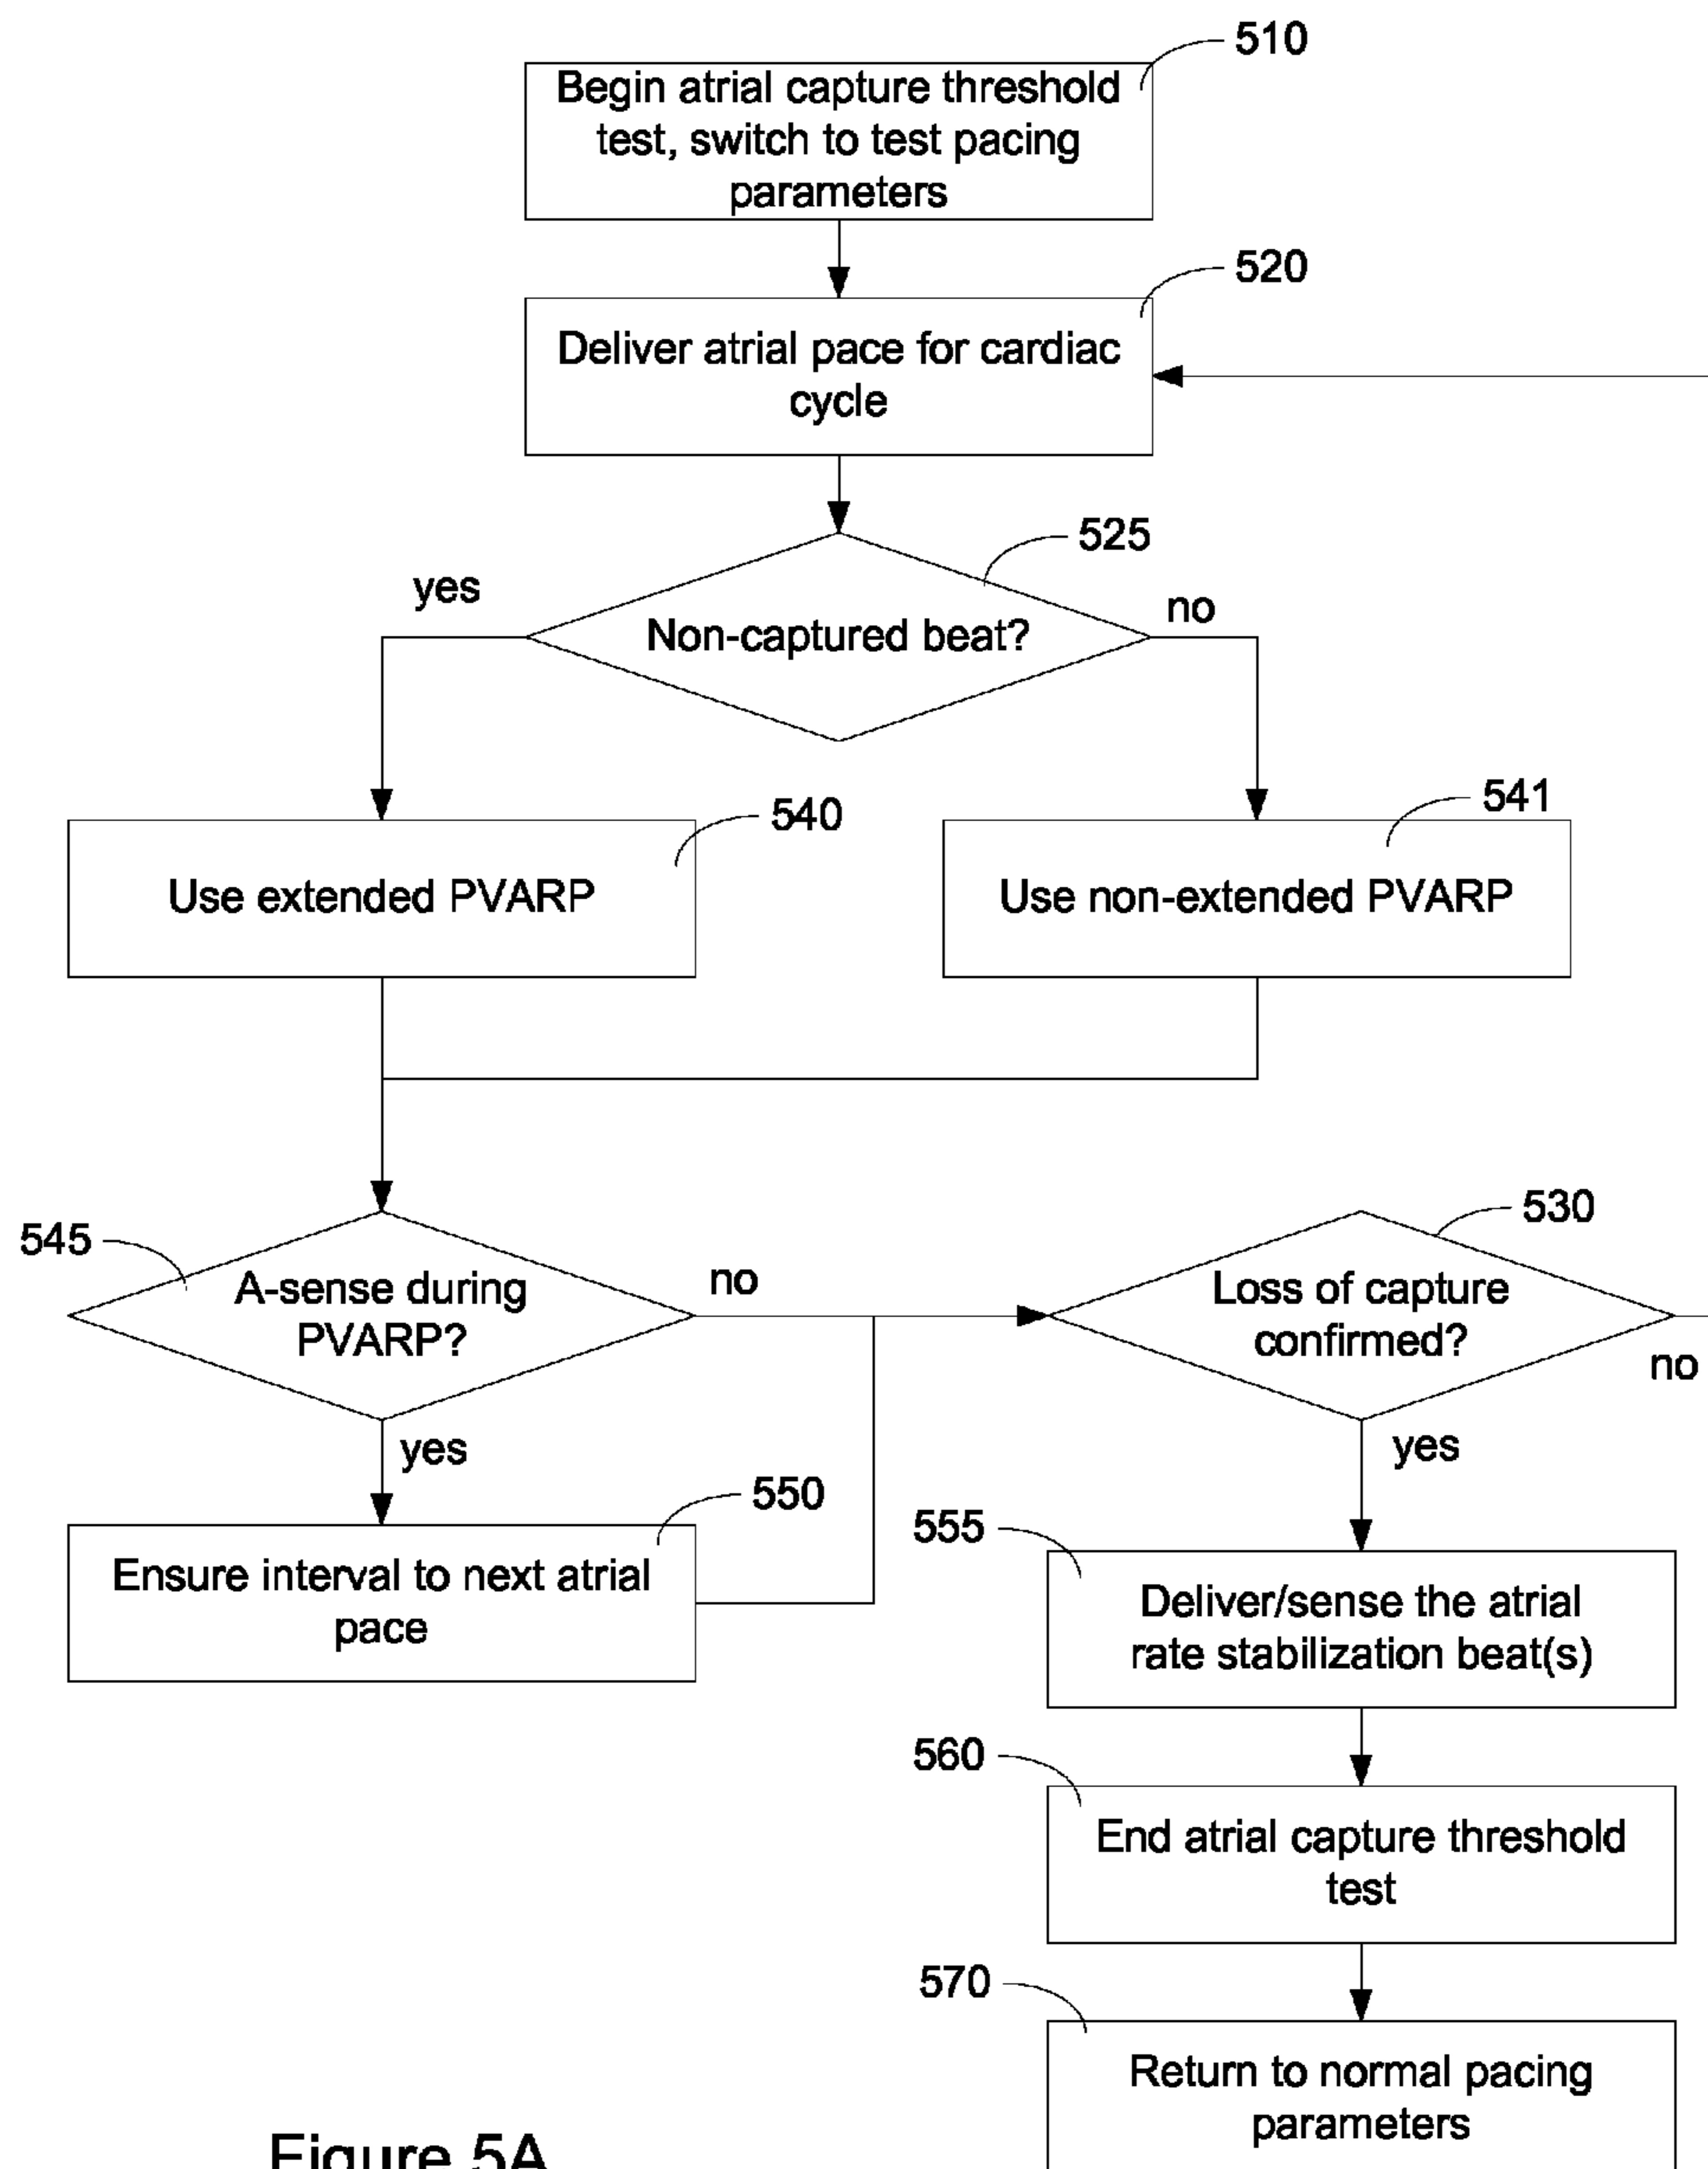 510
Begin atrial capture threshold
test, switch to test pacing
parameters
520
Deliver atrial pace for cardiac
cycle
525
yes
no
Non-captured beat?
540
541
Use extended PVARP
Use non-extended PVARP
545
530
A-sense during
PVARP?
no
Loss of capture
confirmed?
no
yes
yes
550
555
Ensure interval to next atrial
pace
Deliver/sense the atrial
rate stabilization beat(s)
560
End atrial capture threshold
test
570
Return to normal pacing
parameters
Figure 5A